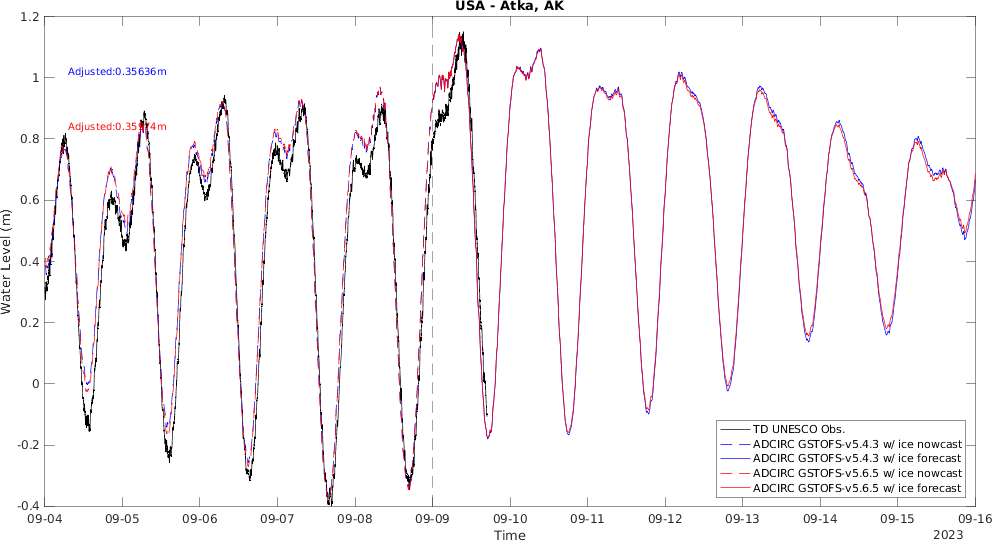 USA - Atka, AK
1.2
1
0.8
0.6
0.4
0.2
0
-0.2
-0.4
Water Level (m)
Adjusted:0.35636m
TD UNESCO Obs.
ADCIRC GSTOFS-v5.4.3 w/ ice nowcast
ADCIRC GSTOFS-v5.4.3 w/ ice forecast
ADCIRC GSTOFS-v5.6.5 w/ ice nowcast
ADCIRC GSTOFS-v5.6.5 w/ ice forecast
09-04 09-05 09-06 09-07 09-08 09-09 09-10 09-11 09-12 09-13 09-14 09-15 09-16
Time
2023